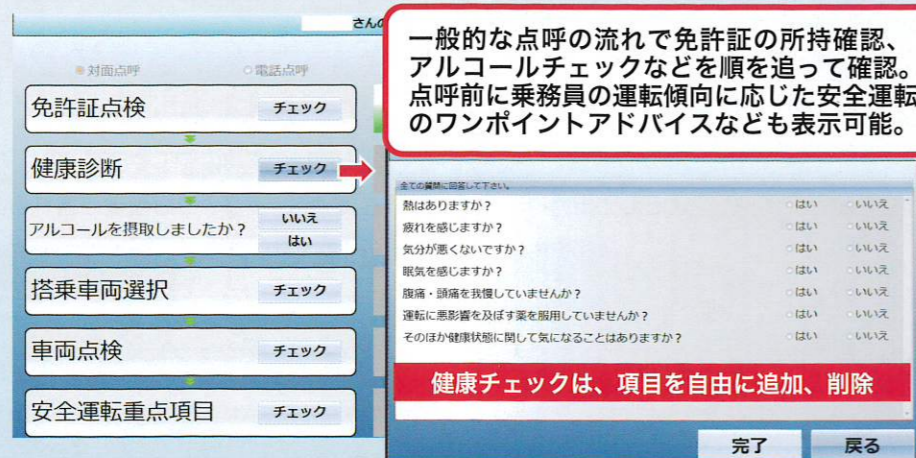 さんの
対面点呼
電話点呼
免許証点検
チェック
健康診断
チェック
アルコールを摂取しましたか?
いいえ
はい
搭乗車両選択
チェック
車両点検
チェック
安全運転重点項目
チェック
一般的な点呼の流れで免許証の所持確認、
アルコールチェックなどを順を追って確認。
点呼前に乗務員の運転傾向に応じた安全運転
のワンポイントアドバイスなども表示可能。
全ての質問に回答して下さい。
熱はありますか? はい いいえ
疲れを感じますか? はい いいえ
気分が悪くないですか? はい いいえ
眠気を感じますか? はい いいえ
腹痛・頭痛を我慢していませんか? はい いいえ
運転に悪影響を及ぼす薬を服用していませんか? はい いいえ
そのほか健康状態に関して気になることはありますか? はい いいえ
健康チェックは、項目を自由に追加、削除
完了
戻る